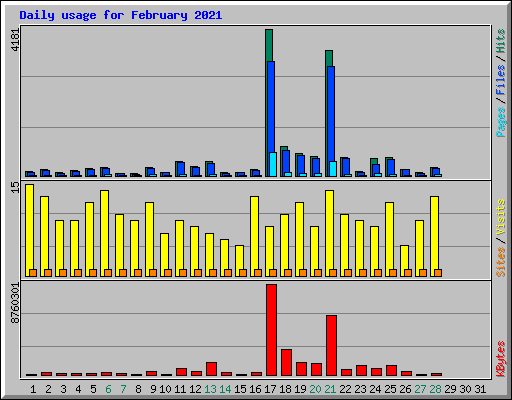 Daily usage for February 2021
4181
Pages / Files / Hits
15
Sites / Visits
8760301
KBytes
1 2 3 4 5 6 7 8 9 10 11 12 13 14 15 16 17 18 19 20 21 22 23 24 25 26 27 28 29 30 31